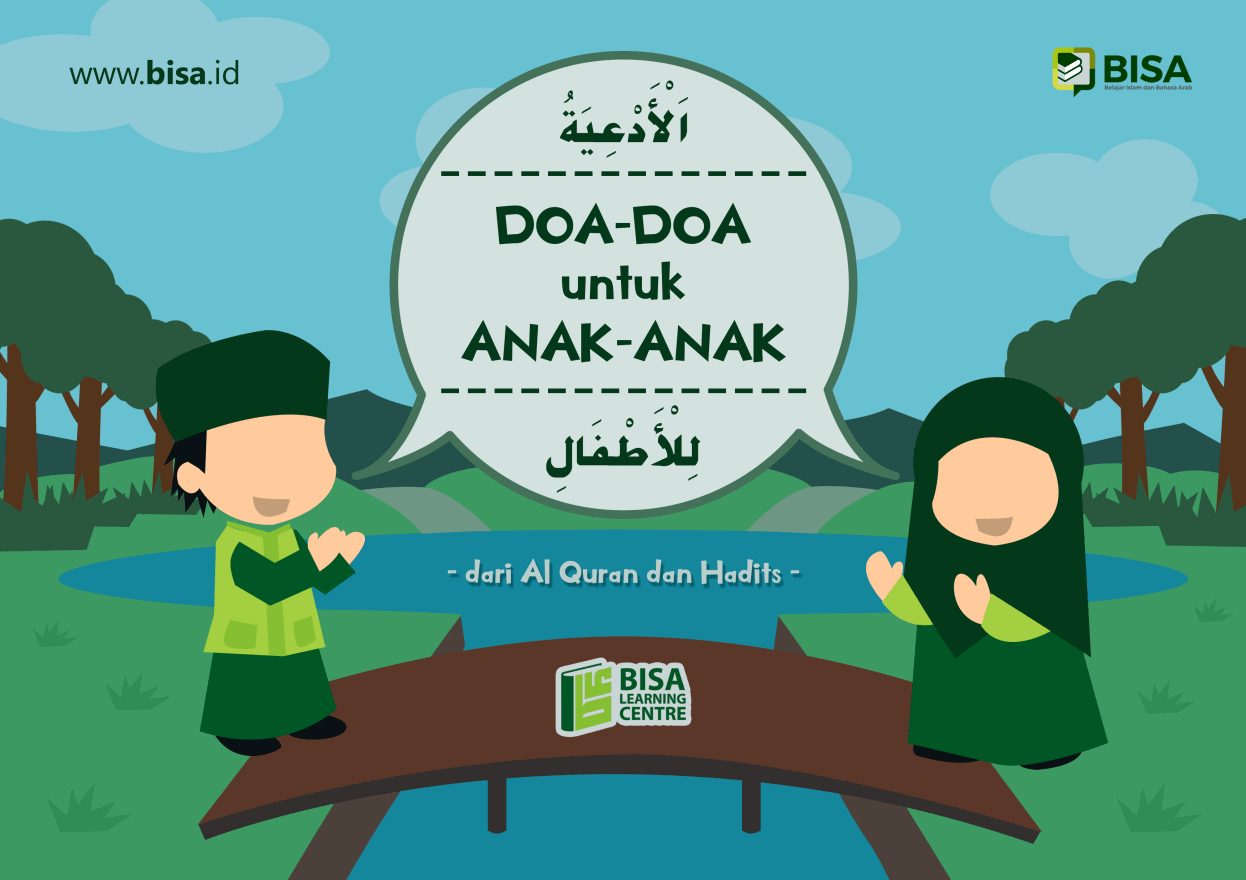 www.bisa.id
BISA
Belajar Islam dan Bahasa Arab
اَلْأَدْعِيَةُ
DOA-DOA
untuk
ANAK-ANAK
لِلْأَطْفَالِ
- dari Al Quran dan Hadits -
BISA
LEARNING
CENTRE